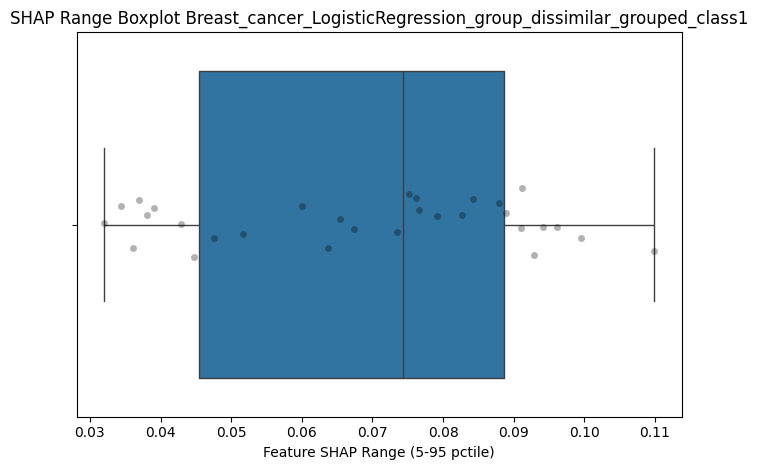 SHAP Range Boxplot Breast_cancer_LogisticRegression_group_dissimilar_grouped_class1
0.03 0.04 0.05 0.06 0.07 0.08 0.09 0.10 0.11
Feature SHAP Range (5-95 pctile)